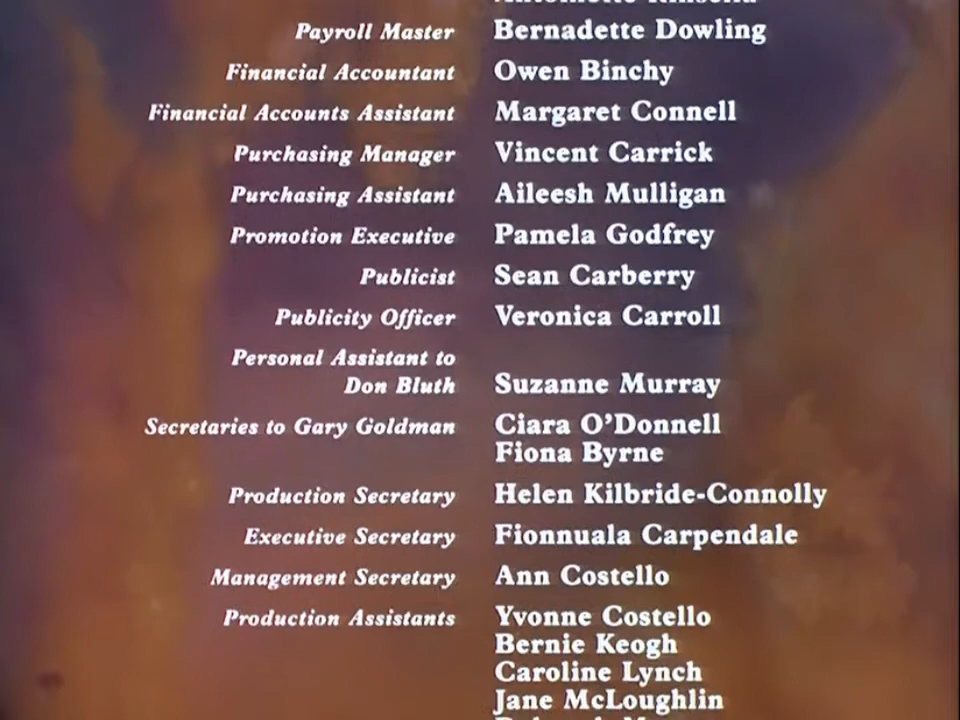 Payroll Master Bernadette Dowling
Financial Accountant Owen Binchy
Financial Accounts Assistant Margaret Connell
Purchasing Manager Vincent Carrick
Purchasing Assistant Aileesh Mulligan
Promotion Executive Pamela Godfrey
Publicist Sean Carberry
Publicity Officer Veronica Carroll
Personal Assistant to
Don Bluth Suzanne Murray
Secretaries to Gary Goldman Ciara O'Donnell
Fiona Byrne
Production Secretary Helen Kilbride-Connolly
Executive Secretary Fionnuala Carpendale
Management Secretary Ann Costello
Production Assistants Yvonne Costello
Bernie Keogh
Caroline Lynch
Jane McLoughlin